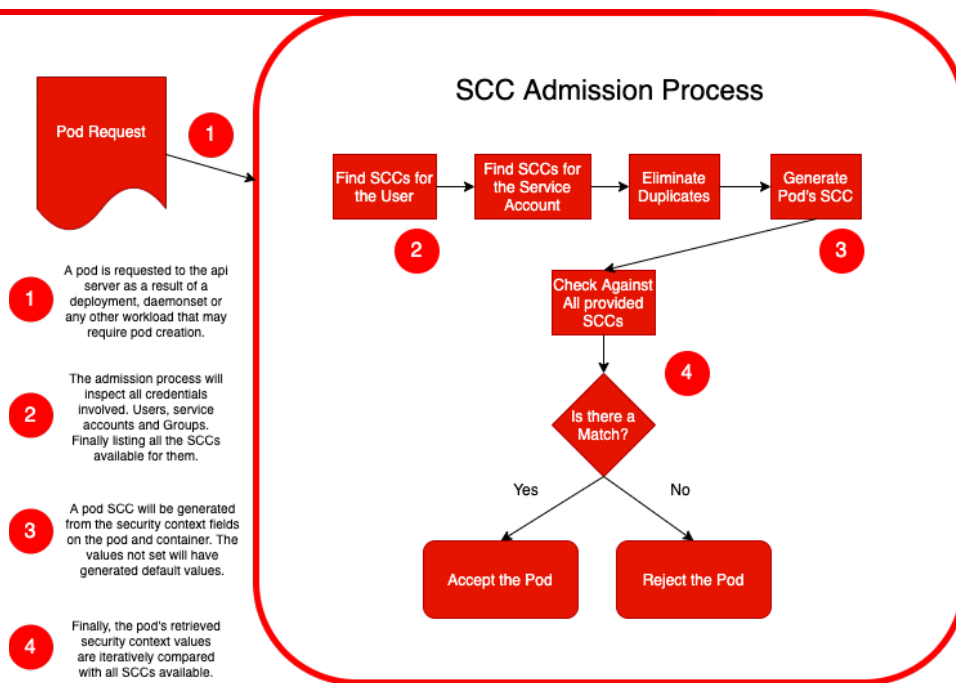 SCC Admission Process
Pod Request
1
Find SCCs for
the User
Find SCCs for
the Service
Account
Eliminate
Duplicates
Generate
Pod's SCC
2
3
Check Against
All provided
SCCs
4
Is there a
Match?
Yes
No
Accept the Pod
Reject the Pod
1
A pod is requested to the api
server as a result of a
deployment, daemonset or
any other workload that may
require pod creation.
2
The admission process will
inspect all credentials
involved. Users, service
accounts and Groups.
Finally listing all the SCCs
available for them.
3
A pod SCC will be generated
from the security context fields
on the pod and container. The
values not set will have
generated default values.
4
Finally, the pod's retrieved
security context values
are iteratively compared
with all SCCs available.